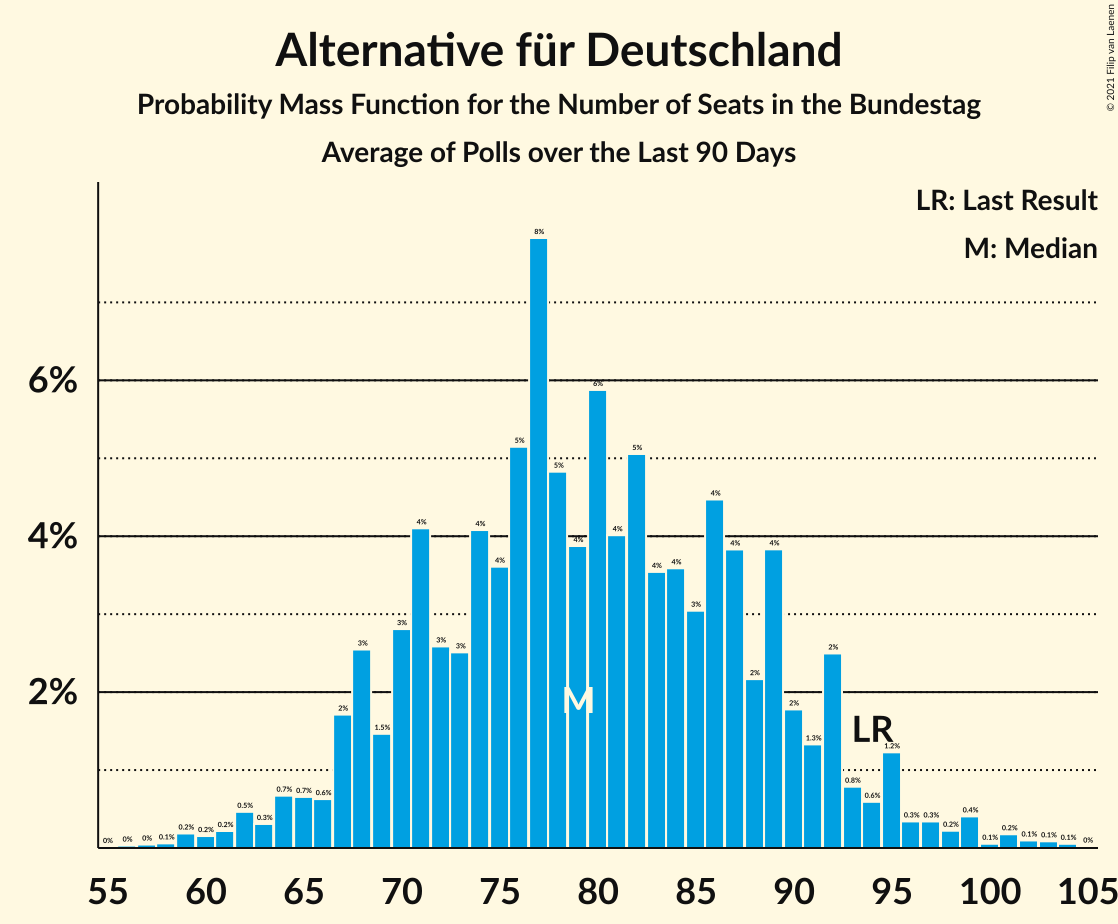 Alternative für Deutschland
Probability Mass Function for the Number of Seats in the Bundestag
Average of Polls over the Last 90 Days
© 2021 Filip van Laenen
LR: Last Result
M: Median
6%
4%
2%
0% 0% 0% 0.1% 0.2% 0.2% 0.2% 0.5% 0.3% 0.7% 0.7% 0.6% 2% 3% 1.5% 3% 4% 3% 3% 4% 4% 5% 8% 5% 4% 6% 4% 5% 4% 4% 3% 4% 4% 2% 4% 2% 1.3% 2% 0.8% 0.6% 1.2% 0.3% 0.3% 0.2% 0.4% 0.1% 0.2% 0.1% 0.1% 0.1% 0%
M
LR
55 60 65 70 75 80 85 90 95 100 105